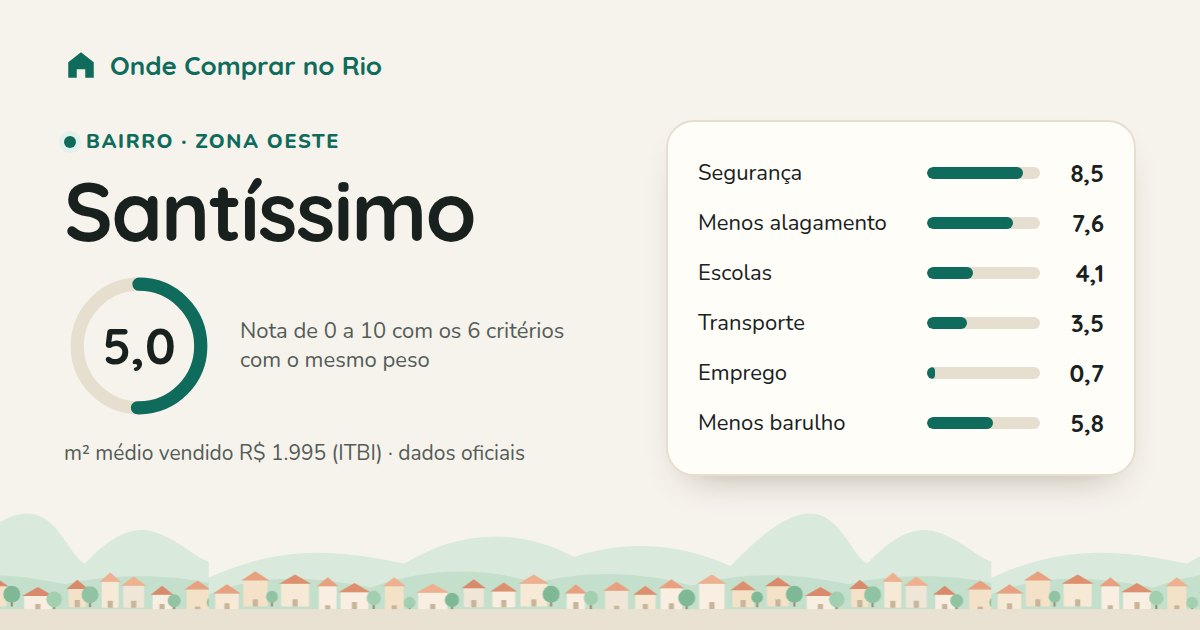 Onde Comprar no Rio
BAIRRO · ZONA OESTE
Santíssimo
5,0
Nota de 0 a 10 com os 6 critérios
com o mesmo peso
m² médio vendido R$ 1.995 (ITBI) · dados oficiais
Segurança 8,5
Menos alagamento 7,6
Escolas 4,1
Transporte 3,5
Emprego 0,7
Menos barulho 5,8